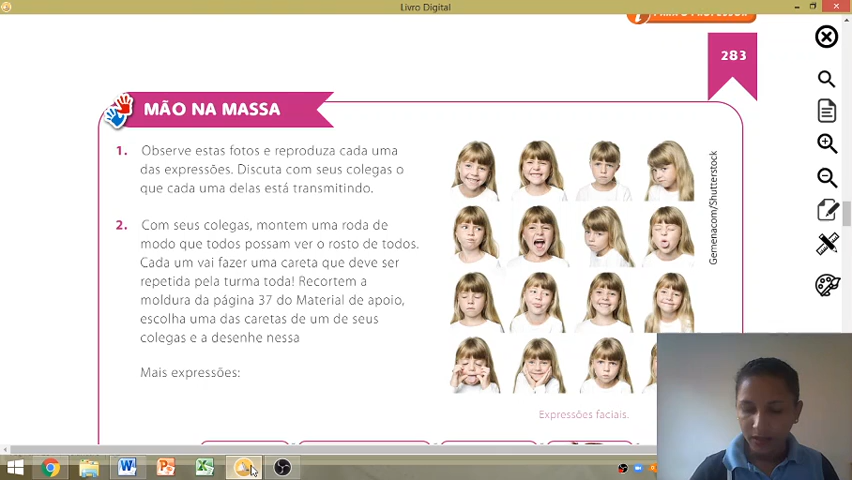 Livro Digital
283
MÃO NA MASSA
1. Observe estas fotos e reproduza cada uma
das expressões. Discuta com seus colegas o
que cada uma delas está transmitindo.
2. Com seus colegas, montem uma roda de
modo que todos possam ver o rosto de todos.
Cada um vai fazer uma careta que deve ser
repetida pela turma toda! Recortem a
moldura da página 37 do Material de apoio,
escolha uma das caretas de um de seus
colegas e a desenhe nessa
Mais expressões:
Gemenacom/Shutterstock
Expressões faciais.